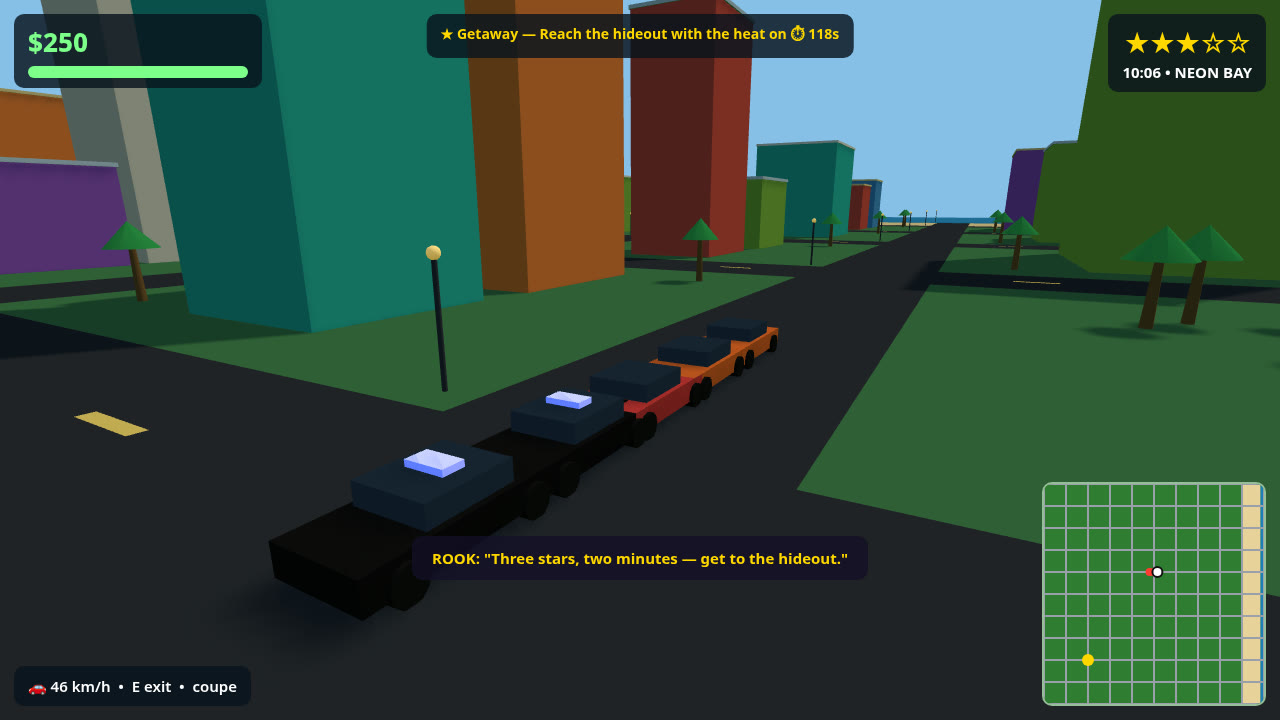 $250
★ Getaway — Reach the hideout with the heat on ⏱ 118s
★★★☆☆
10:06 • NEON BAY
ROOK: "Three stars, two minutes — get to the hideout."
🚗 46 km/h • E exit • coupe